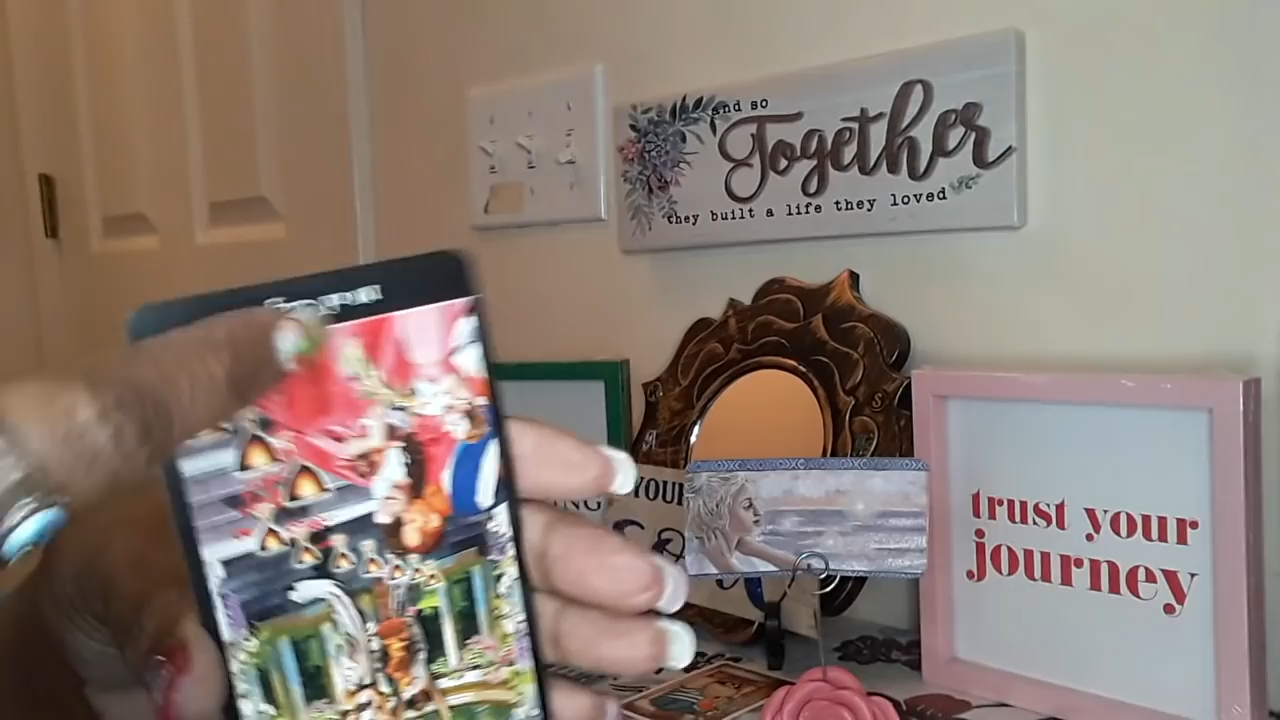 and so
Together
they built a life they loved
YOUR
trust your
journey